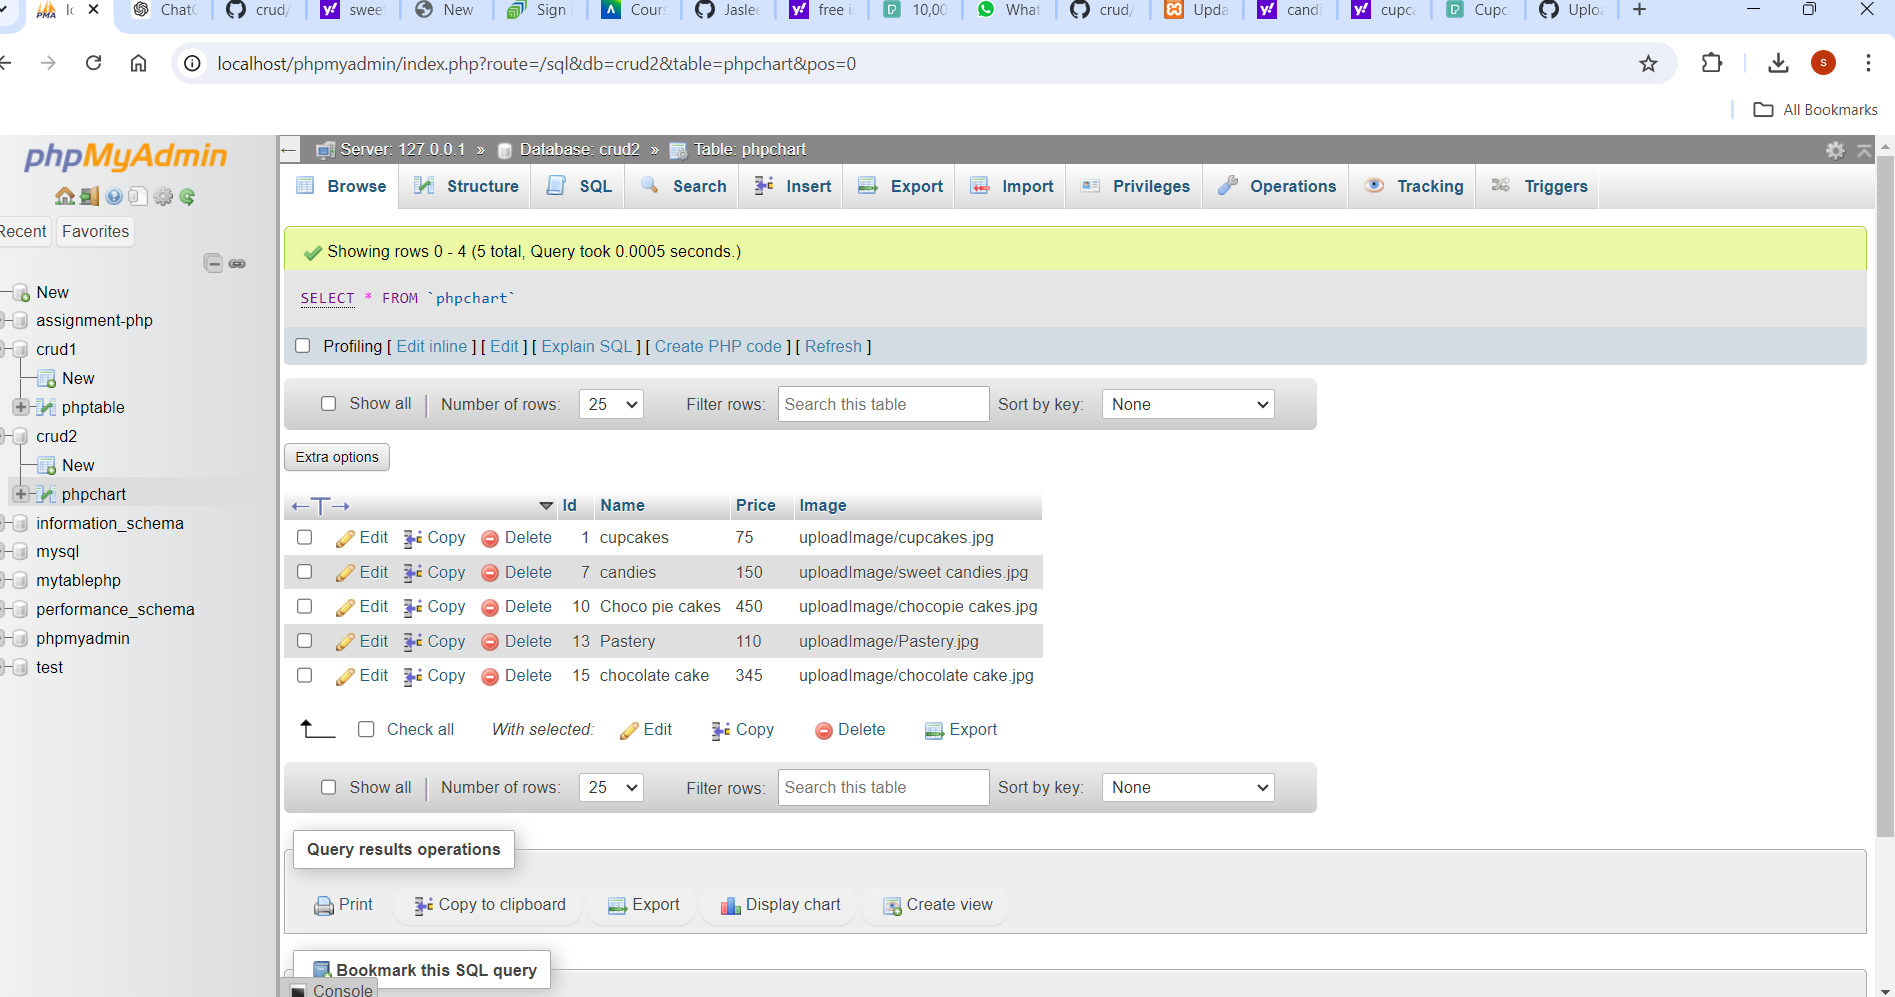 ChatG
crud/
swee
New
Sign
Cours
Jasle
free i
10,00
What
crud/
Upda
candi
cupca
Cupc
Uplo
localhost/phpmyadmin/index.php?route=/sql&db=crud2&table=phpchart&pos=0
S
All Bookmarks
phpMyAdmin
Recent
Favorites
New
assignment-php
crud1
New
phptable
crud2
New
phpchart
information_schema
mysql
mytablephp
performance_schema
phpmyadmin
test
Server: 127.0.0.1 » Database: crud2 » Table: phpchart
Browse Structure SQL Search Insert Export Import Privileges Operations Tracking Triggers
Showing rows 0 - 4 (5 total, Query took 0.0005 seconds.)
SELECT * FROM `phpchart`
Profiling [ Edit inline ] [ Edit ] [ Explain SQL ] [ Create PHP code ] [ Refresh ]
Show all | Number of rows: 25 Filter rows: Search this table Sort by key: None
Extra options
Id Name Price Image
Edit Copy Delete 1 cupcakes 75 uploadImage/cupcakes.jpg
Edit Copy Delete 7 candies 150 uploadImage/sweet candies.jpg
Edit Copy Delete 10 Choco pie cakes 450 uploadImage/chocopie cakes.jpg
Edit Copy Delete 13 Pastery 110 uploadImage/Pastery.jpg
Edit Copy Delete 15 chocolate cake 345 uploadImage/chocolate cake.jpg
Check all With selected: Edit Copy Delete Export
Show all | Number of rows: 25 Filter rows: Search this table Sort by key: None
Query results operations
Print Copy to clipboard Export Display chart Create view
Bookmark this SQL query
Console